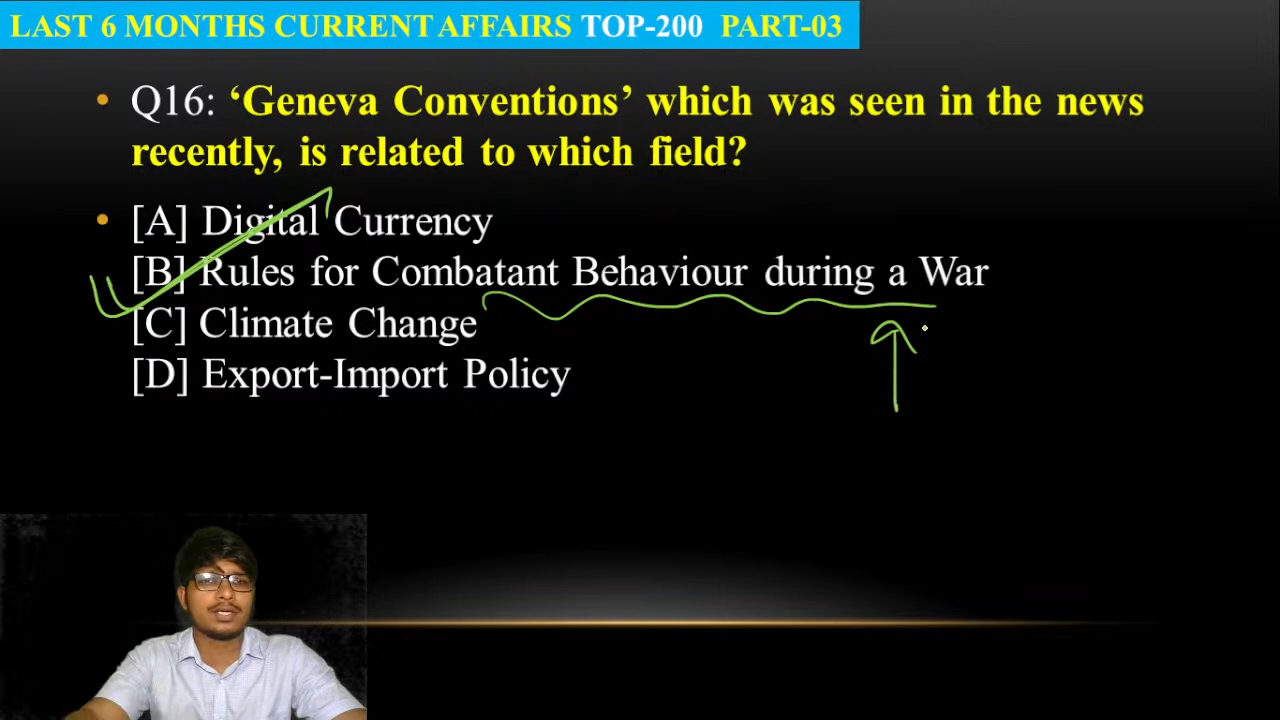 LAST 6 MONTHS CURRENT AFFAIRS TOP-200 PART-03
• Q16: ‘Geneva Conventions’ which was seen in the news
recently, is related to which field?
• [A] Digital Currency
[B] Rules for Combatant Behaviour during a War
[C] Climate Change
[D] Export-Import Policy